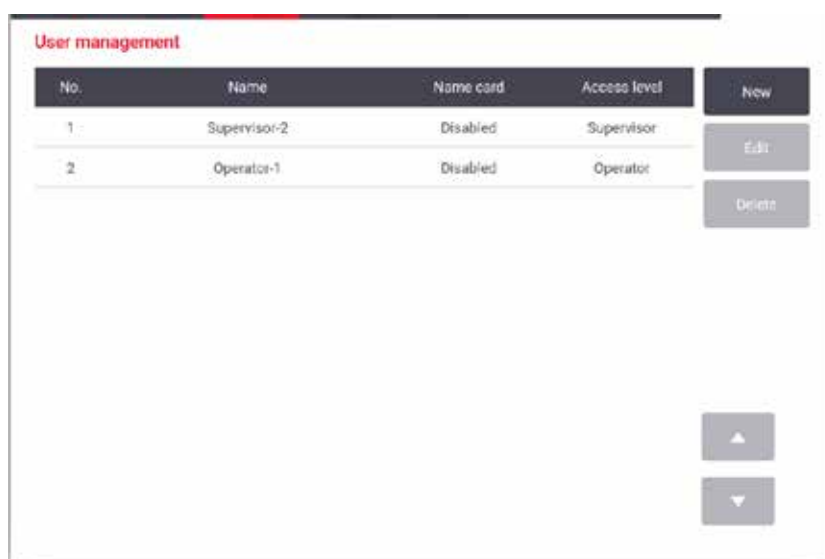 User management
No. Name Name card Access level New
1 Supervisor-2 Disabled Supervisor
Edit
2 Operator-1 Disabled Operator
Delete